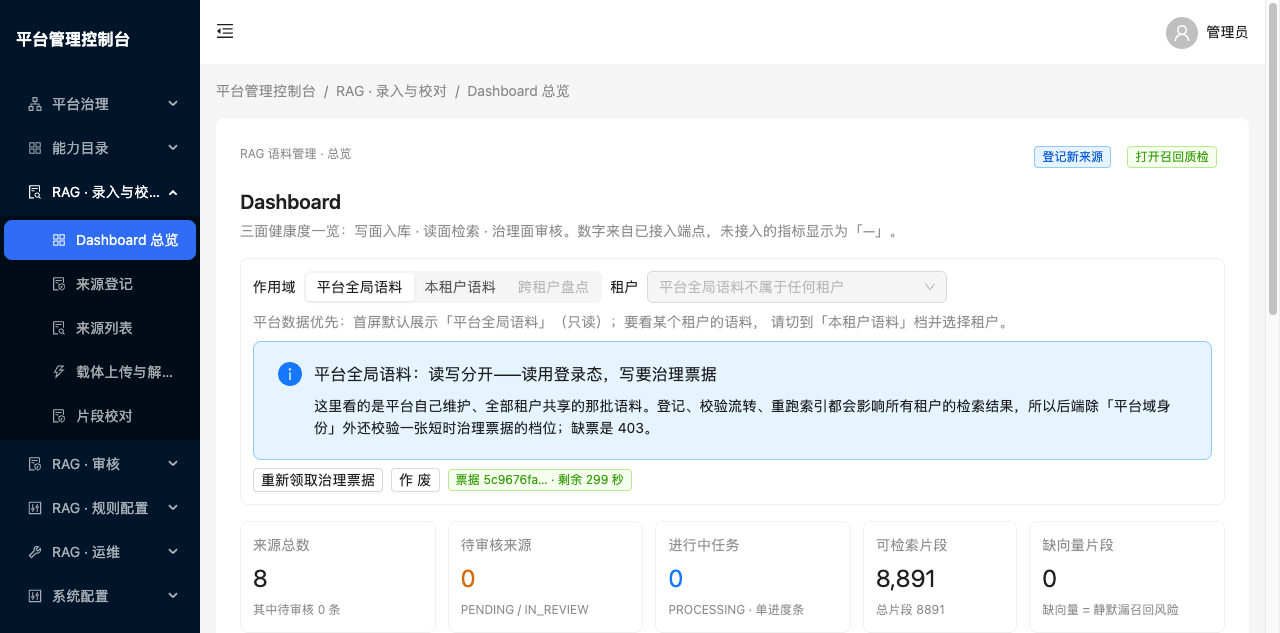 平台管理控制台
管理员
平台治理
能力目录
RAG · 录入与校...
Dashboard 总览
来源登记
来源列表
载体上传与解...
片段校对
RAG · 审核
RAG · 规则配置
RAG · 运维
系统配置
平台管理控制台 / RAG · 录入与校对 / Dashboard 总览
RAG 语料管理 · 总览
登记新来源 打开召回质检
Dashboard
三面健康度一览：写面入库 · 读面检索 · 治理面审核。数字来自已接入端点，未接入的指标显示为「—」。
作用域 平台全局语料 本租户语料 跨租户盘点 租户 平台全局语料不属于任何租户
平台数据优先：首屏默认展示「平台全局语料」（只读）；要看某个租户的语料， 请切到「本租户语料」档并选择租户。
平台全局语料：读写分开——读用登录态，写要治理票据
这里看的是平台自己维护、全部租户共享的那批语料。登记、校验流转、重跑索引都会影响所有租户的检索结果，所以后端除「平台域身
份」外还校验一张短时治理票据的档位；缺票是 403。
重新领取治理票据 作 废 票据 5c9676fa... · 剩余 299 秒
来源总数
8
其中待审核 0 条
待审核来源
0
PENDING / IN_REVIEW
进行中任务
0
PROCESSING · 单进度条
可检索片段
8,891
总片段 8891
缺向量片段
0
缺向量 = 静默漏召回风险